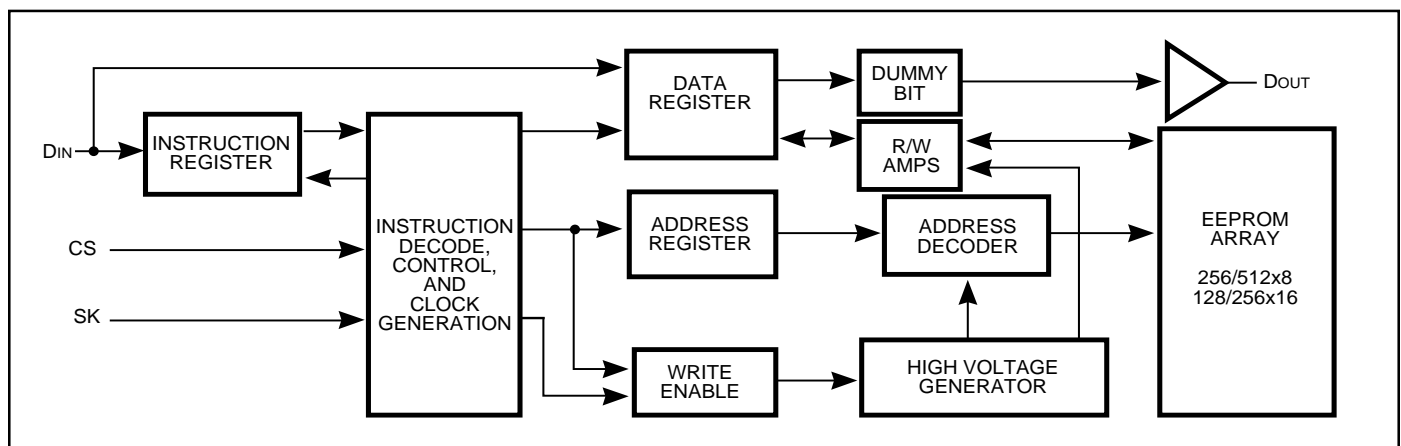 DIN
INSTRUCTION
REGISTER
CS
SK
INSTRUCTION
DECODE,
CONTROL,
AND
CLOCK
GENERATION
DATA
REGISTER
DUMMY
BIT
DOUT
R/W
AMPS
ADDRESS
REGISTER
ADDRESS
DECODER
EEPROM
ARRAY
256/512x8
128/256x16
WRITE
ENABLE
HIGH VOLTAGE
GENERATOR